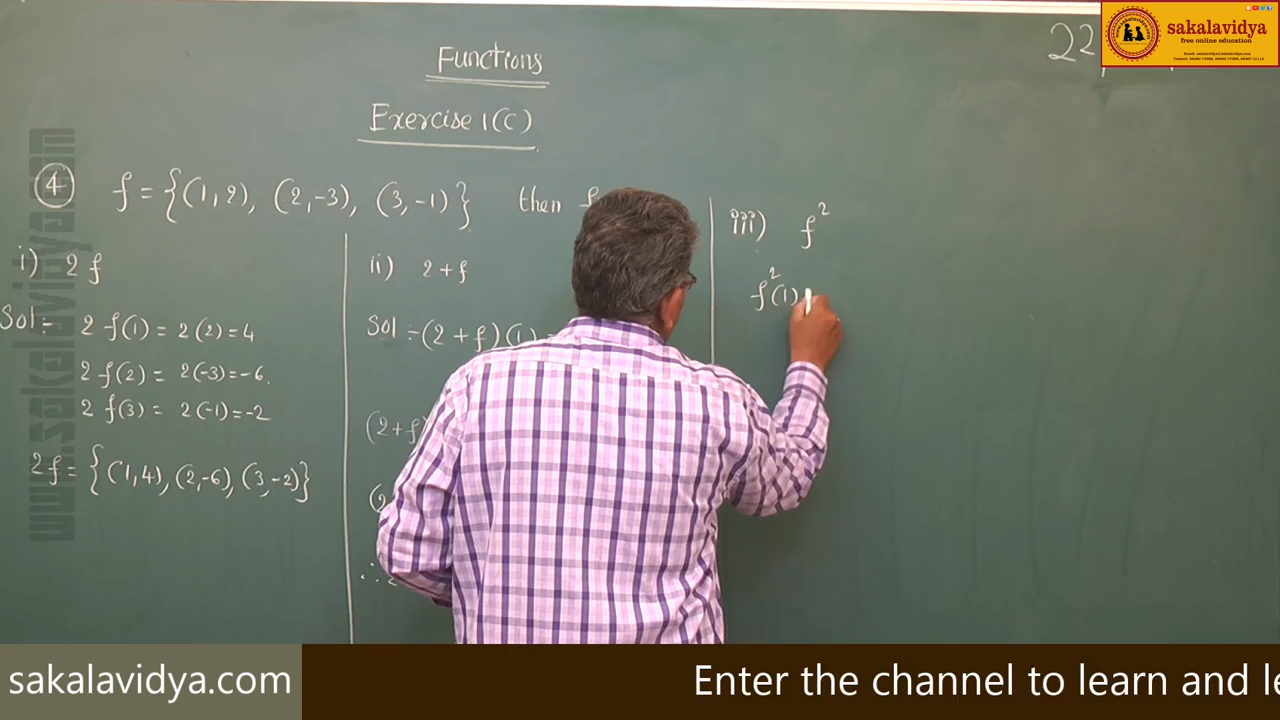 sakalavidya
free online education
22
Functions
Exercise 1(C)
④ f = {(1,2), (2,-3), (3,-1)} then f
i) 2f
Sol:- 2f(1) = 2(2) = 4
2f(2) = 2(-3) = -6.
2f(3) = 2(-1) = -2
2f = {(1,4), (2,-6), (3,-2)}
ii) 2+f
Sol:- (2+f)(1) =
(2+f)
(2
∴
iii) f²
f²(1)
www.sakalavidya.com
sakalavidya.com
Enter the channel to learn and le